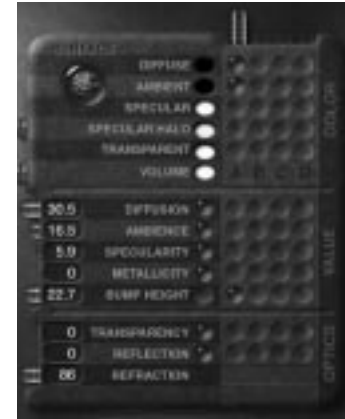 DIFFUSE
AMBIENT
SPECULAR
SPECULAR HALO
TRANSPARENT
VOLUME A B C D
COLOR
30.5 DIFFUSION
16.5 AMBIENCE
5.9 SPECULARITY
0 METALLICITY
22.7 BUMP HEIGHT
VALUE
0 TRANSPARENCY
0 REFLECTION
86 REFRACTION
OPTICS